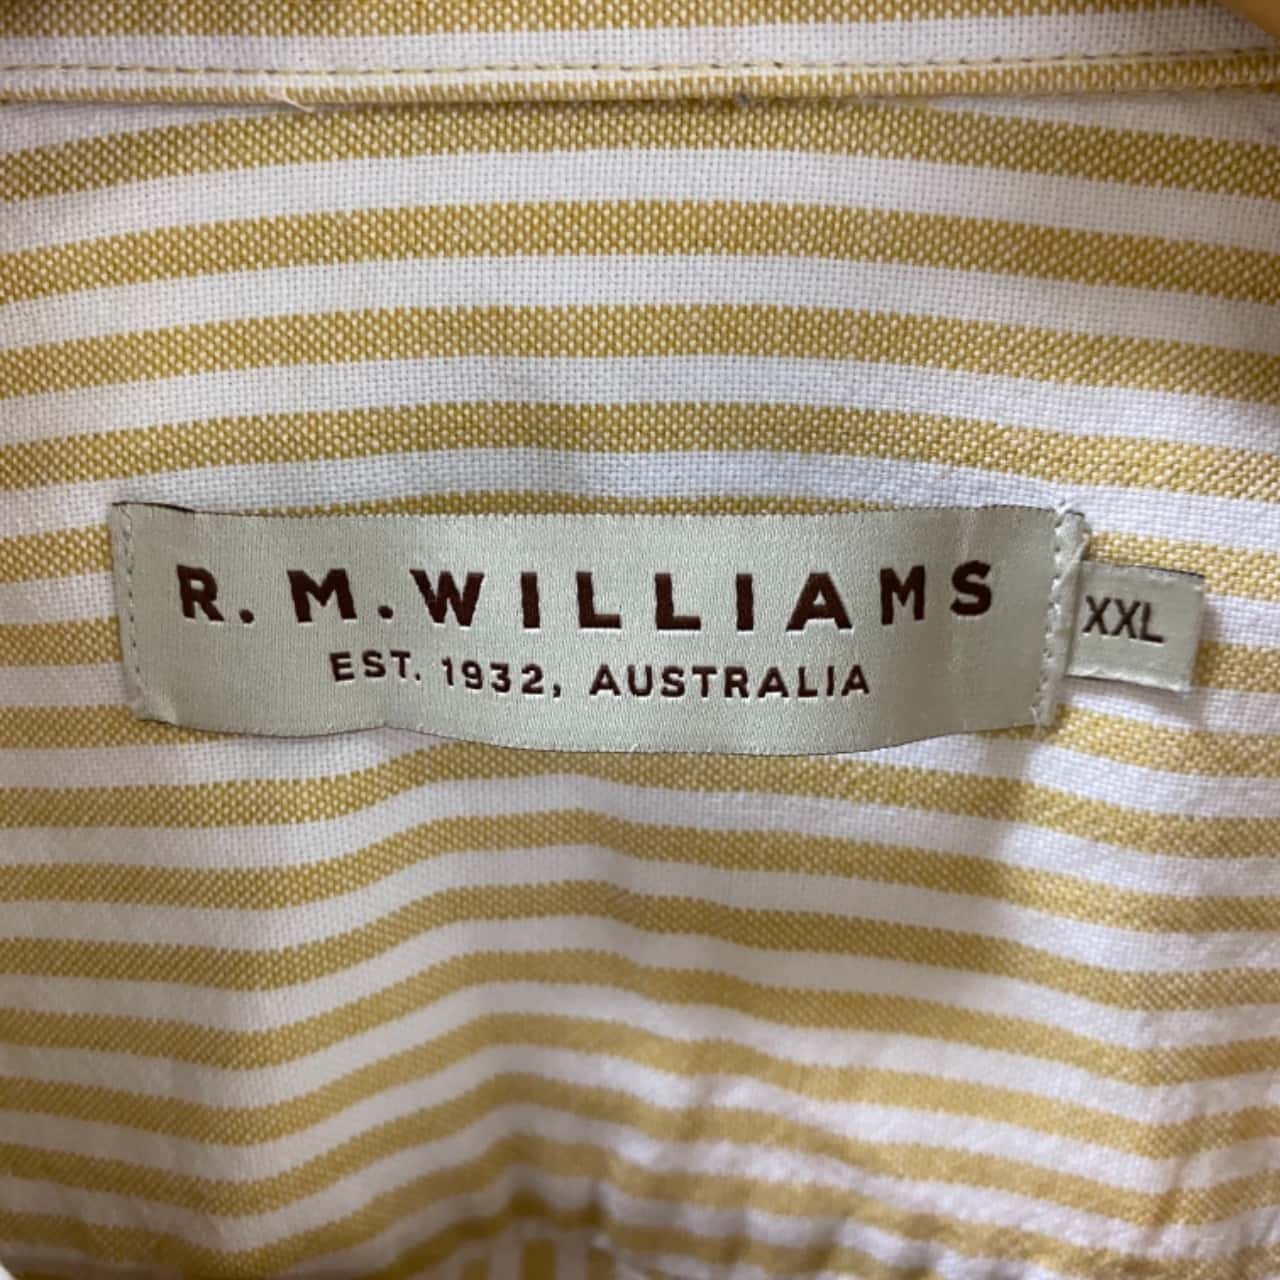 R. M. WILLIAMS
EST. 1932, AUSTRALIA
XXL